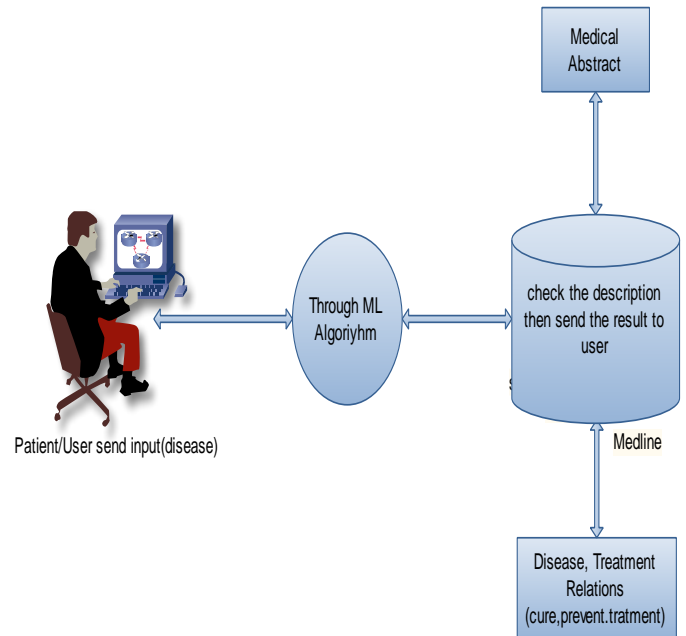 Medical
Abstract
Through ML
Algoriyhm
check the description
then send the result to
user
s
Patient/User send input(disease)
Medline
Disease, Treatment
Relations
(cure,prevent.tratment)